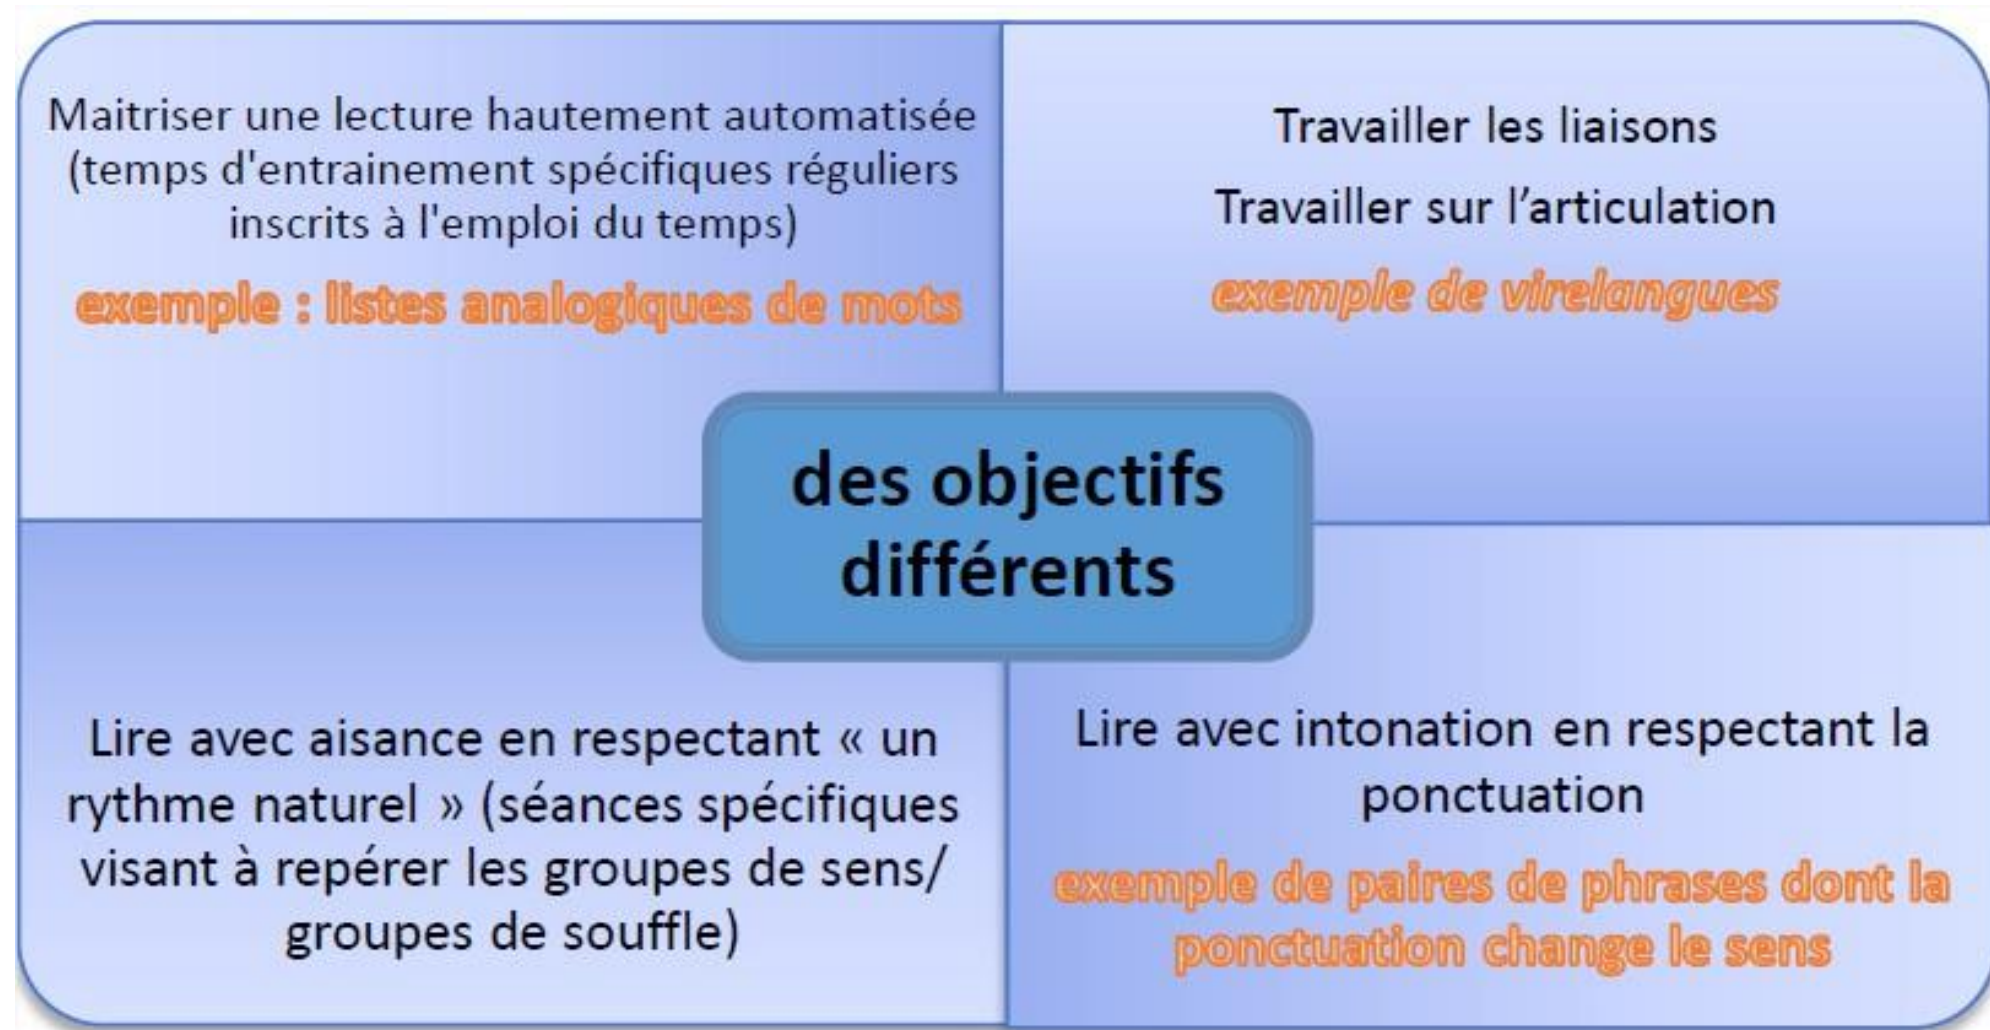 Maitriser une lecture hautement automatisée
(temps d'entrainement spécifiques réguliers
inscrits à l'emploi du temps)
exemple : listes analogiques de mots
Travailler les liaisons
Travailler sur l’articulation
exemple de virelangues
des objectifs
différents
Lire avec aisance en respectant « un
rythme naturel » (séances spécifiques
visant à repérer les groupes de sens/
groupes de souffle)
Lire avec intonation en respectant la
ponctuation
exemple de paires de phrases dont la
ponctuation change le sens